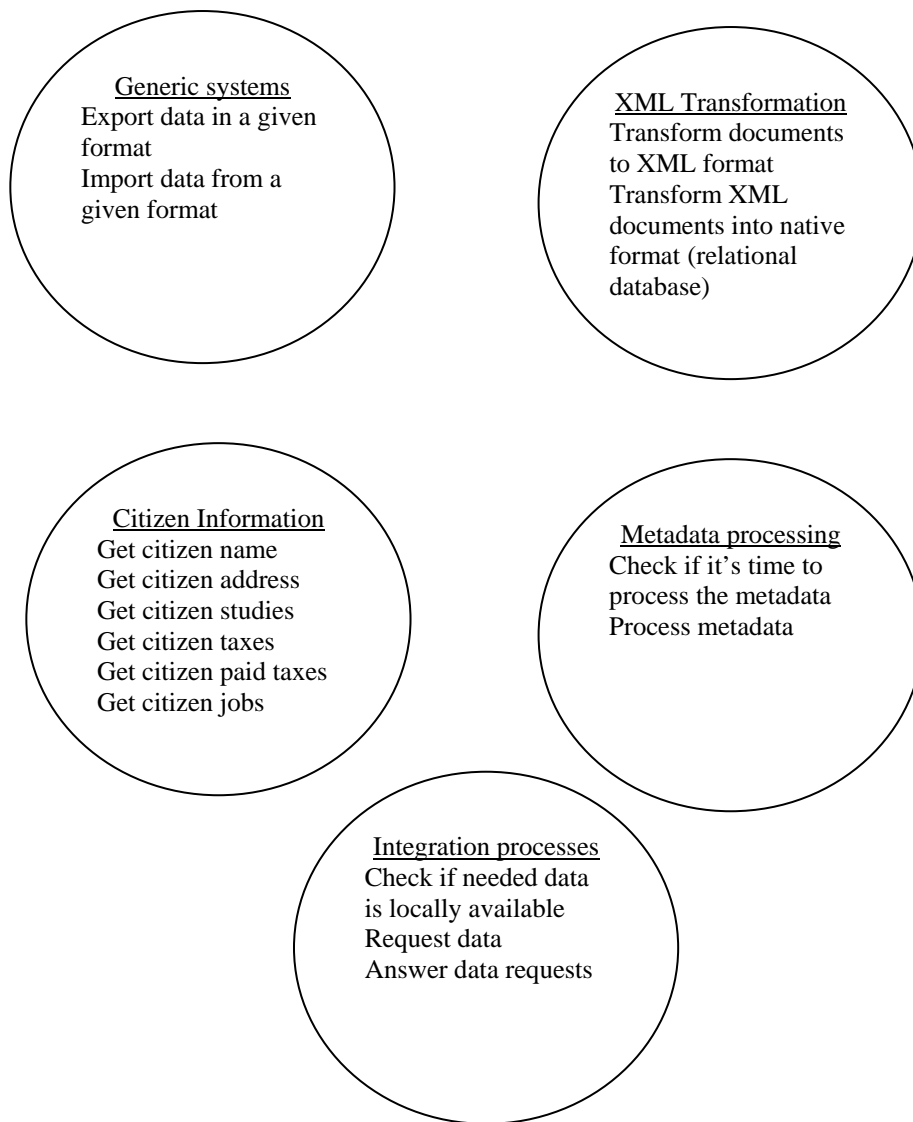 Generic systems
Export data in a given
format
Import data from a
given format
XML Transformation
Transform documents
to XML format
Transform XML
documents into native
format (relational
database)
Citizen Information
Get citizen name
Get citizen address
Get citizen studies
Get citizen taxes
Get citizen paid taxes
Get citizen jobs
Metadata processing
Check if it’s time to
process the metadata
Process metadata
Integration processes
Check if needed data
is locally available
Request data
Answer data requests